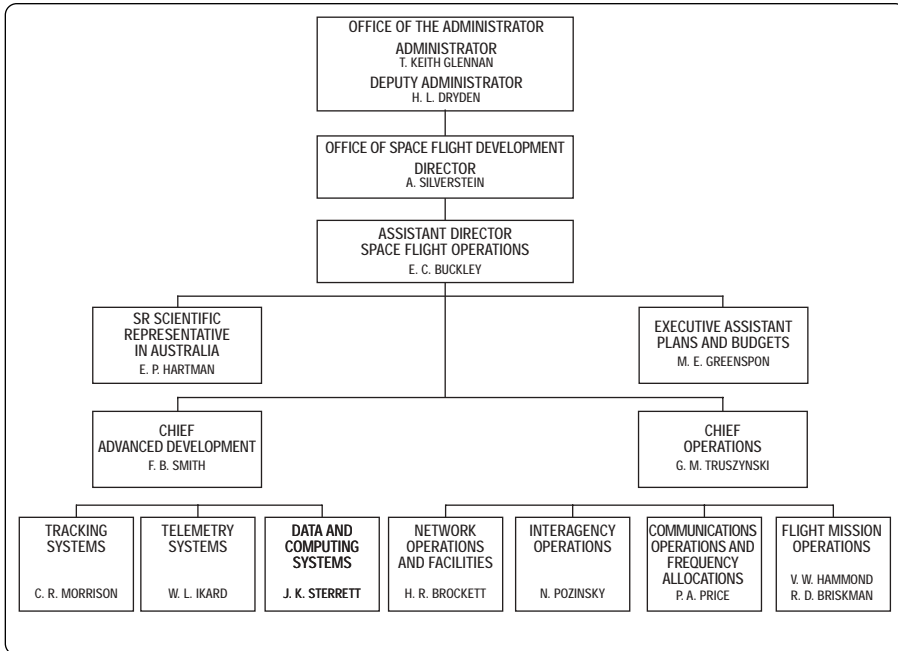 OFFICE OF THE ADMINISTRATOR
ADMINISTRATOR
T. KEITH GLENNAN
DEPUTY ADMINISTRATOR
H. L. DRYDEN
OFFICE OF SPACE FLIGHT DEVELOPMENT
DIRECTOR
A. SILVERSTEIN
ASSISTANT DIRECTOR
SPACE FLIGHT OPERATIONS
E. C. BUCKLEY
SR SCIENTIFIC
REPRESENTATIVE
IN AUSTRALIA
E. P. HARTMAN
EXECUTIVE ASSISTANT
PLANS AND BUDGETS
M. E. GREENSPON
CHIEF
ADVANCED DEVELOPMENT
F. B. SMITH
CHIEF
OPERATIONS
G. M. TRUSZYNSKI
TRACKING
SYSTEMS
C. R. MORRISON
TELEMETRY
SYSTEMS
W. L. IKARD
DATA AND
COMPUTING
SYSTEMS
J. K. STERRETT
NETWORK
OPERATIONS
AND FACILITIES
H. R. BROCKETT
INTERAGENCY
OPERATIONS
N. POZINSKY
COMMUNICATIONS
OPERATIONS AND
FREQUENCY
ALLOCATIONS
P. A. PRICE
FLIGHT MISSION
OPERATIONS
V. W. HAMMOND
R. D. BRISKMAN